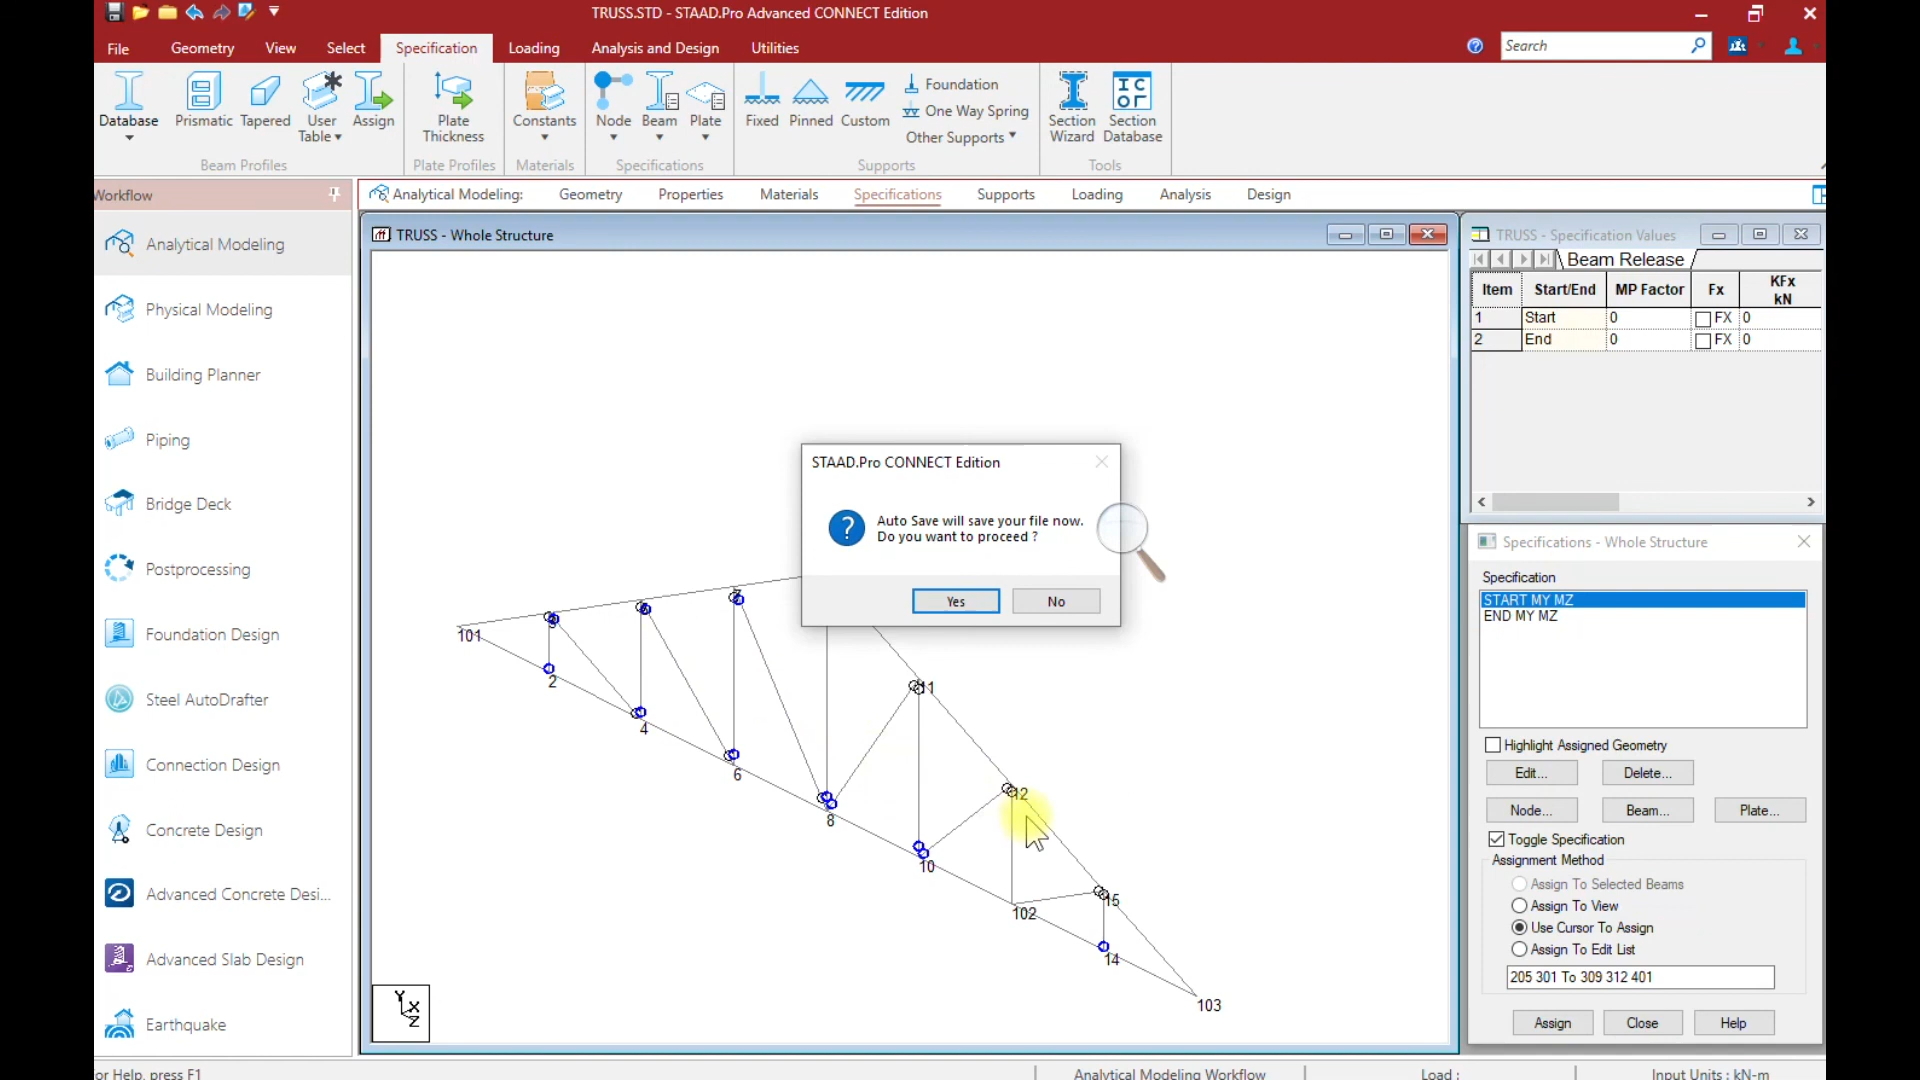 TRUSS.STD - STAAD.Pro Advanced CONNECT Edition
File Geometry View Select Specification Loading Analysis and Design Utilities Search
Database Prismatic Tapered User Table Assign
Beam Profiles
Plate Thickness
Plate Profiles
Constants
Materials
Node Beam Plate
Specifications
Fixed Pinned Custom
Foundation
One Way Spring
Other Supports
Supports
Section Wizard
Section Database
Tools
Workflow
Analytical Modeling: Geometry Properties Materials Specifications Supports Loading Analysis Design
Analytical Modeling
Physical Modeling
Building Planner
Piping
Bridge Deck
Postprocessing
Foundation Design
Steel AutoDrafter
Connection Design
Concrete Design
Advanced Concrete Desi...
Advanced Slab Design
Earthquake
TRUSS - Whole Structure
101
2
4
6
8
11
10
12
102
15
14
103
Y
X
Z
STAAD.Pro CONNECT Edition
Auto Save will save your file now.
Do you want to proceed ?
Yes No
TRUSS - Specification Values
Beam Release
Item Start/End MP Factor Fx KFx kN
1 Start 0 FX 0
2 End 0 FX 0
Specifications - Whole Structure
Specification
START MY MZ
END MY MZ
Highlight Assigned Geometry
Edit... Delete...
Node... Beam... Plate...
Toggle Specification
Assignment Method
Assign To Selected Beams
Assign To View
Use Cursor To Assign
Assign To Edit List
205 301 To 309 312 401
Assign Close Help
or Help, press F1 Analytical Modeling Workflow Load : Input Units : kN-m